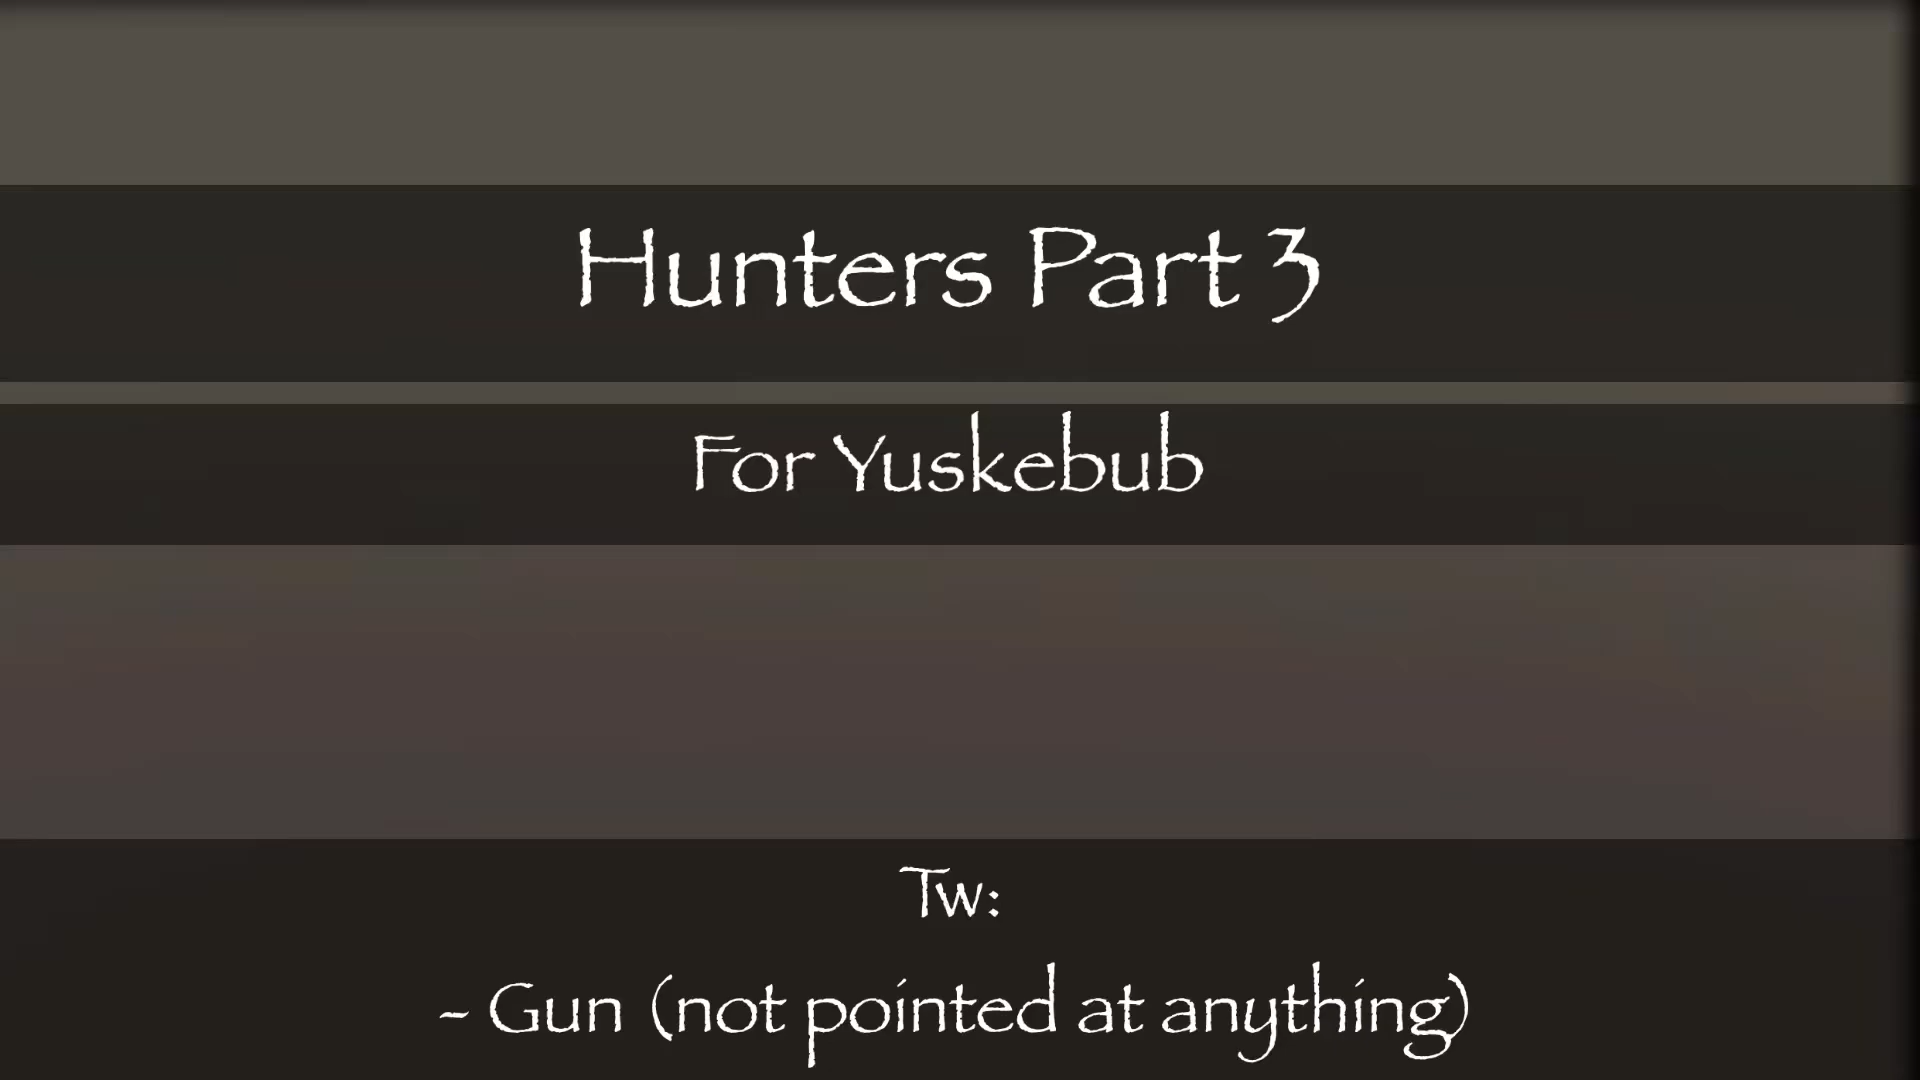 Hunters Part 3
For Yuskebub
Tw:
- Gun (not pointed at anything)